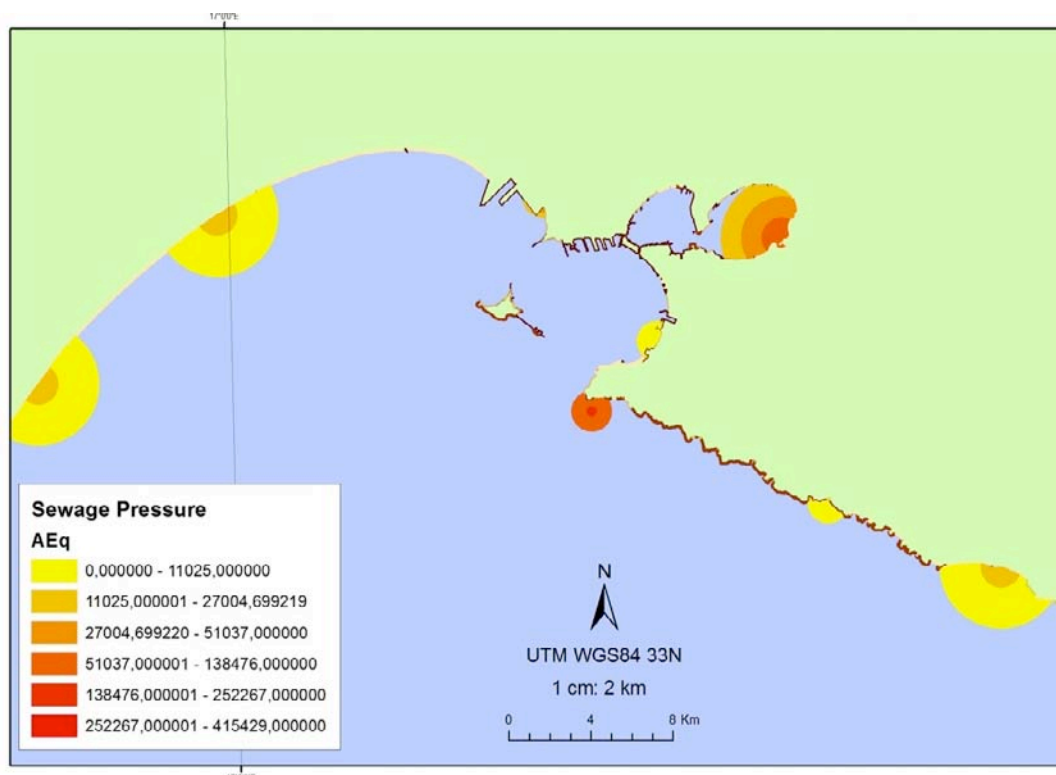 17°00'E
Sewage Pressure
AEq
0,000000 - 11025,000000
11025,000001 - 27004,699219
27004,699220 - 51037,000000
51037,000001 - 138476,000000
138476,000001 - 252267,000000
252267,000001 - 415429,000000
N
UTM WGS84 33N
1 cm: 2 km
0 4 8 Km